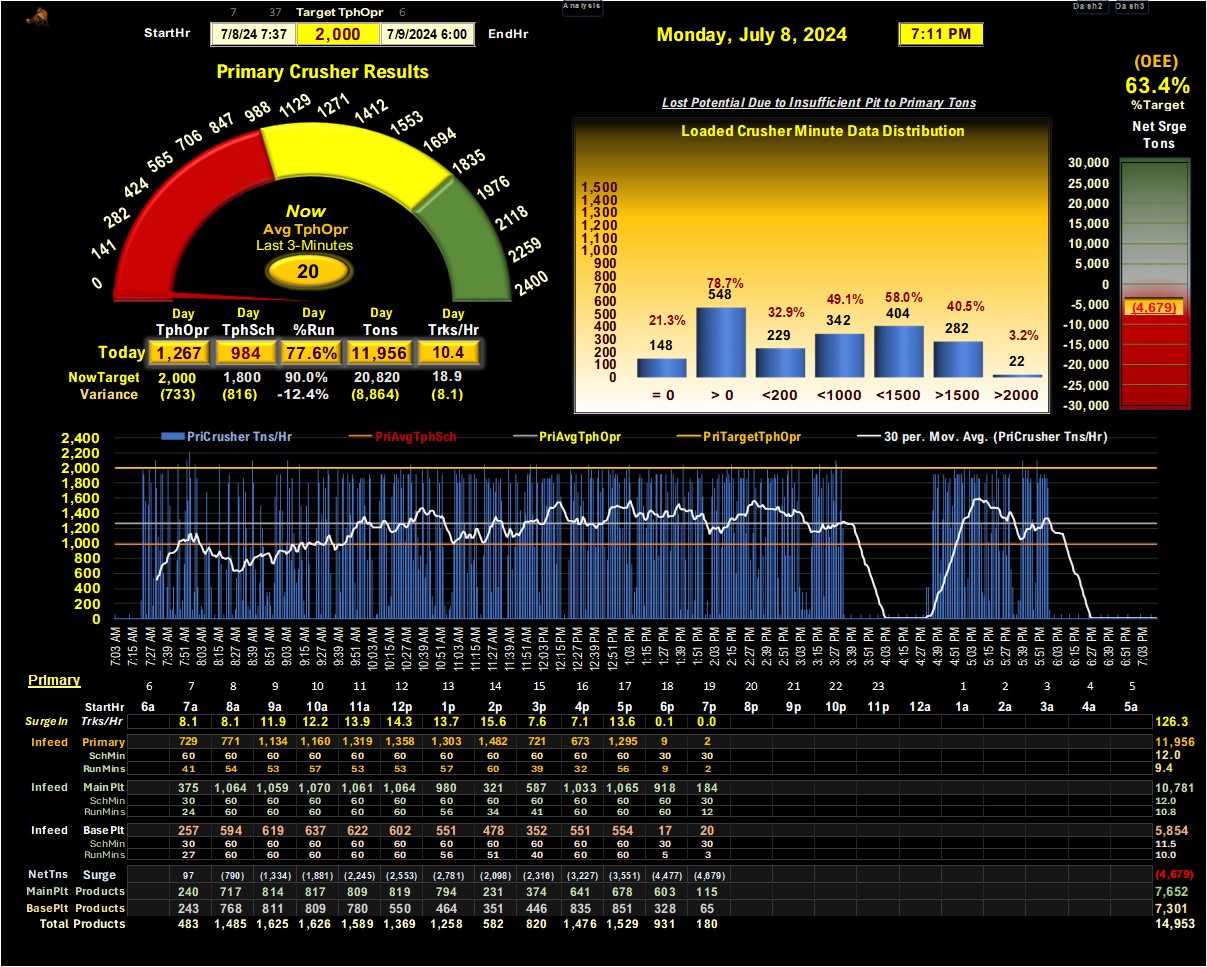 7 37 Target TphOpr 6
Analysis
Dash2 Dash3
StartHr 7/8/24 7:37 2,000 7/9/2024 6:00 EndHr
Monday, July 8, 2024
7:11 PM
(OEE)
63.4%
%Target
Net Srge
Tons
Primary Crusher Results
0 141 282 424 565 706 847 988 1129 1271 1412 1553 1694 1835 1976 2118 2259 2400
Now
Avg TphOpr
Last 3-Minutes
20
Day Day Day Day Day
TphOpr TphSch %Run Tons Trks/Hr
Today 1,267 984 77.6% 11,956 10.4
NowTarget 2,000 1,800 90.0% 20,820 18.9
Variance (733) (816) -12.4% (8,864) (8.1)
Lost Potential Due to Insufficient Pit to Primary Tons
Loaded Crusher Minute Data Distribution
1,500
1,400
1,300
1,200
1,100
1,000
900
800
700
600
500
400
300
200
100
0
21.3% 78.7% 32.9% 49.1% 58.0% 40.5% 3.2%
148 548 229 342 404 282 22
= 0 > 0 <200 <1000 <1500 >1500 >2000
30,000
25,000
20,000
15,000
10,000
5,000
0
-5,000
-10,000
-15,000
-20,000
-25,000
-30,000
(4,679)
PriCrusher Tns/Hr PriAvgTphSch PriAvgTphOpr PriTargetTphOpr 30 per. Mov. Avg. (PriCrusher Tns/Hr)
2,400
2,200
2,000
1,800
1,600
1,400
1,200
1,000
800
600
400
200
0
7:03 AM 7:15 AM 7:27 AM 7:39 AM 7:51 AM 8:03 AM 8:15 AM 8:27 AM 8:39 AM 8:51 AM 9:03 AM 9:15 AM 9:27 AM 9:39 AM 9:51 AM 10:03 AM 10:15 AM 10:27 AM 10:39 AM 10:51 AM 11:03 AM 11:15 AM 11:27 AM 11:39 AM 11:51 AM 12:03 PM 12:15 PM 12:27 PM 12:39 PM 12:51 PM 1:03 PM 1:15 PM 1:27 PM 1:39 PM 1:51 PM 2:03 PM 2:15 PM 2:27 PM 2:39 PM 2:51 PM 3:03 PM 3:15 PM 3:27 PM 3:39 PM 3:51 PM 4:03 PM 4:15 PM 4:27 PM 4:39 PM 4:51 PM 5:03 PM 5:15 PM 5:27 PM 5:39 PM 5:51 PM 6:03 PM 6:15 PM 6:27 PM 6:39 PM 6:51 PM 7:03 PM
Primary
6 7 8 9 10 11 12 13 14 15 16 17 18 19 20 21 22 23 1 2 3 4 5
StartHr 6a 7a 8a 9a 10a 11a 12p 1p 2p 3p 4p 5p 6p 7p 8p 9p 10p 11p 12a 1a 2a 3a 4a 5a
SurgeIn Trks/Hr 8.1 8.1 11.9 12.2 13.9 14.3 13.7 15.6 7.6 7.1 13.6 0.1 0.0 126.3
Infeed Primary 729 771 1,134 1,160 1,319 1,358 1,303 1,482 721 673 1,295 9 2 11,956
SchMin 60 60 60 60 60 60 60 60 60 60 60 30 30 12.0
RunMins 41 54 53 57 53 53 57 60 39 32 56 9 2 9.4
Infeed Main Plt 375 1,064 1,059 1,070 1,061 1,064 980 321 587 1,033 1,065 918 184 10,781
SchMin 30 60 60 60 60 60 60 60 60 60 60 60 30 12.0
RunMins 24 60 60 60 60 60 56 34 41 60 60 60 12 10.8
Infeed Base Plt 257 594 619 637 622 602 551 478 352 551 554 17 20 5,854
SchMin 30 60 60 60 60 60 60 60 60 60 60 30 30 11.5
RunMins 27 60 60 60 60 60 56 51 40 60 60 5 3 10.0
NetTns Surge 97 (790) (1,334) (1,881) (2,245) (2,553) (2,781) (2,098) (2,316) (3,227) (3,551) (4,477) (4,679) (4,679)
MainPlt Products 240 717 814 817 809 819 794 231 374 641 678 603 115 7,652
BasePlt Products 243 768 811 809 780 550 464 351 446 835 851 328 65 7,301
Total Products 483 1,485 1,625 1,626 1,589 1,369 1,258 582 820 1,476 1,529 931 180 14,953